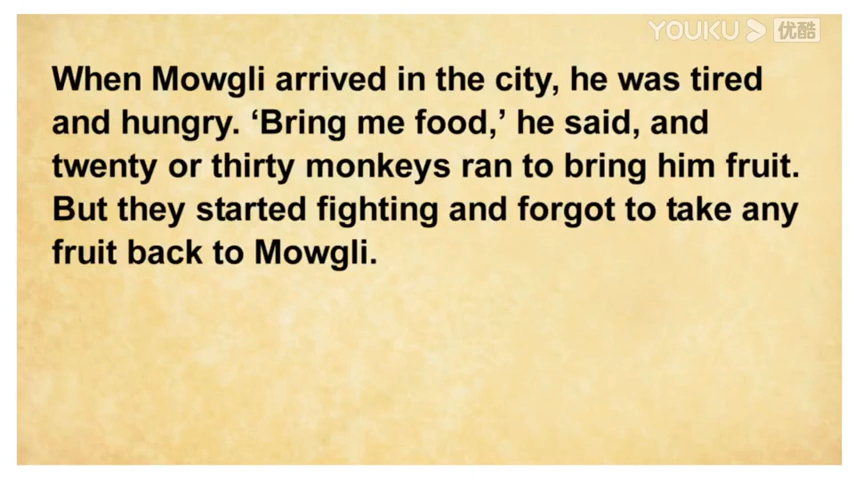 YOUKU 优酷
When Mowgli arrived in the city, he was tired
and hungry. ‘Bring me food,’ he said, and
twenty or thirty monkeys ran to bring him fruit.
But they started fighting and forgot to take any
fruit back to Mowgli.